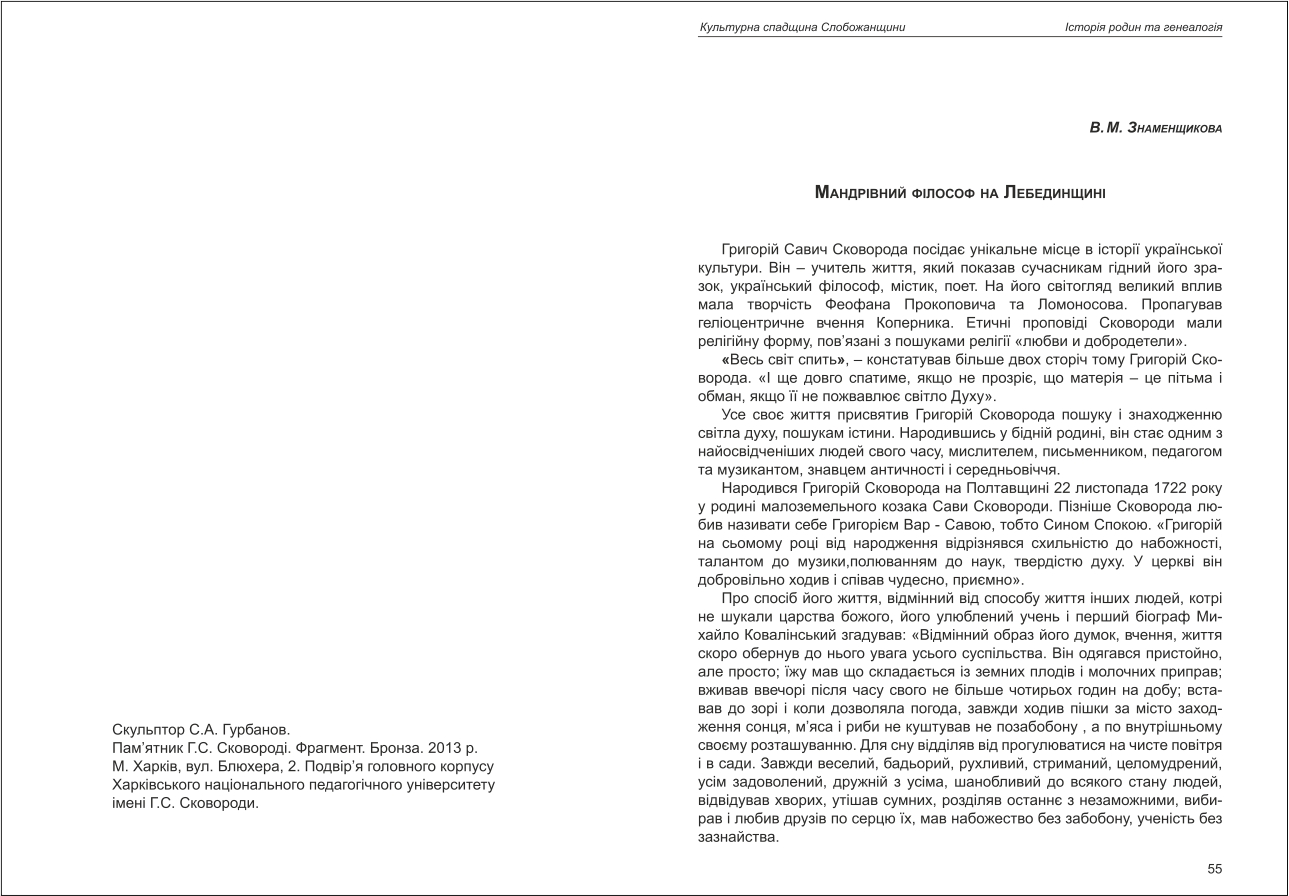 Скульптор С.А. Гурбанов.
Пам’ятник Г.С. Сковороді. Фрагмент. Бронза. 2013 р.
М. Харків, вул. Блюхера, 2. Подвір’я головного корпусу
Харківського національного педагогічного університету
імені Г.С. Сковороди.
Культурна спадщина Слобожанщини Історія родин та генеалогія
В. М. Знаменщикова
Мандрівний філософ на Лебединщині
Григорій Савич Сковорода посідає унікальне місце в історії української
культури. Він – учитель життя, який показав сучасникам гідний його зра-
зок, український філософ, містик, поет. На його світогляд великий вплив
мала творчість Феофана Прокоповича та Ломоносова. Пропагував
геліоцентричне вчення Коперника. Етичні проповіді Сковороди мали
релігійну форму, пов’язані з пошуками релігії «любви и добродетели».
«Весь світ спить», – констатував більше двох сторіч тому Григорій Ско-
ворода. «І ще довго спатиме, якщо не прозріє, що матерія – це пітьма і
обман, якщо її не пожвавлює світло Духу».
Усе своє життя присвятив Григорій Сковорода пошуку і знаходженню
світла духу, пошукам істини. Народившись у бідній родині, він стає одним з
найосвідченіших людей свого часу, мислителем, письменником, педагогом
та музикантом, знавцем античності і середньовіччя.
Народився Григорій Сковорода на Полтавщині 22 листопада 1722 року
у родині малоземельного козака Сави Сковороди. Пізніше Сковорода лю-
бив називати себе Григорієм Вар - Савою, тобто Сином Спокою. «Григорій
на сьомому році від народження відрізнявся схильністю до набожності,
талантом до музики,полюванням до наук, твердістю духу. У церкві він
добровільно ходив і співав чудесно, приємно».
Про спосіб його життя, відмінний від способу життя інших людей, котрі
не шукали царства божого, його улюблений учень і перший біограф Ми-
хайло Ковалінський згадував: «Відмінний образ його думок, вчення, життя
скоро обернув до нього увага усього суспільства. Він одягався пристойно,
але просто; їжу мав що складається із земних плодів і молочних приправ;
вживав ввечорі після часу свого не більше чотирьох годин на добу; вста-
вав до зорі і коли дозволяла погода, завжди ходив пішки за місто заход-
ження сонця, м’яса і риби не куштував не позабобону , а по внутрішньому
своєму розташуванню. Для сну відділяв від прогулюватися на чисте повітря
і в сади. Завжди веселий, бадьорий, рухливий, стриманий, целомудрений,
усім задоволений, дружній з усіма, шанобливий до всякого стану людей,
відвідував хворих, утішав сумних, розділяв останнє з незаможними, виби-
рав і любив друзів по серцю їх, мав набожество без забобону, ученість без
зазнайства.
55